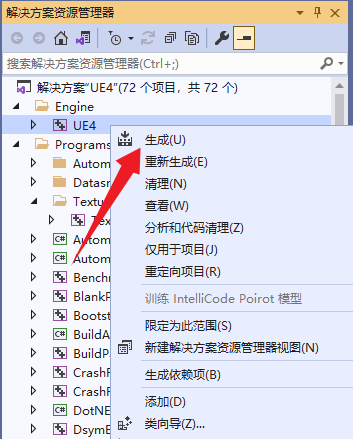 解决方案资源管理器
搜索解决方案资源管理器(Ctrl+;)
解决方案"UE4"(72 个项目，共 72 个)
Engine
UE4
Programs
Autom
Datasm
Textu
Tex
Autom
Autom
Benchm
BlankP
Bootst
BuildA
BuildP
CrashF
CrashF
DotNE
DsymE
生成(U)
重新生成(E)
清理(N)
查看(W)
分析和代码清理(Z)
仅用于项目(J)
重定向项目(R)
训练 IntelliCode Poirot 模型
限定为此范围(S)
新建解决方案资源管理器视图(N)
生成依赖项(B)
添加(D)
类向导(Z)...